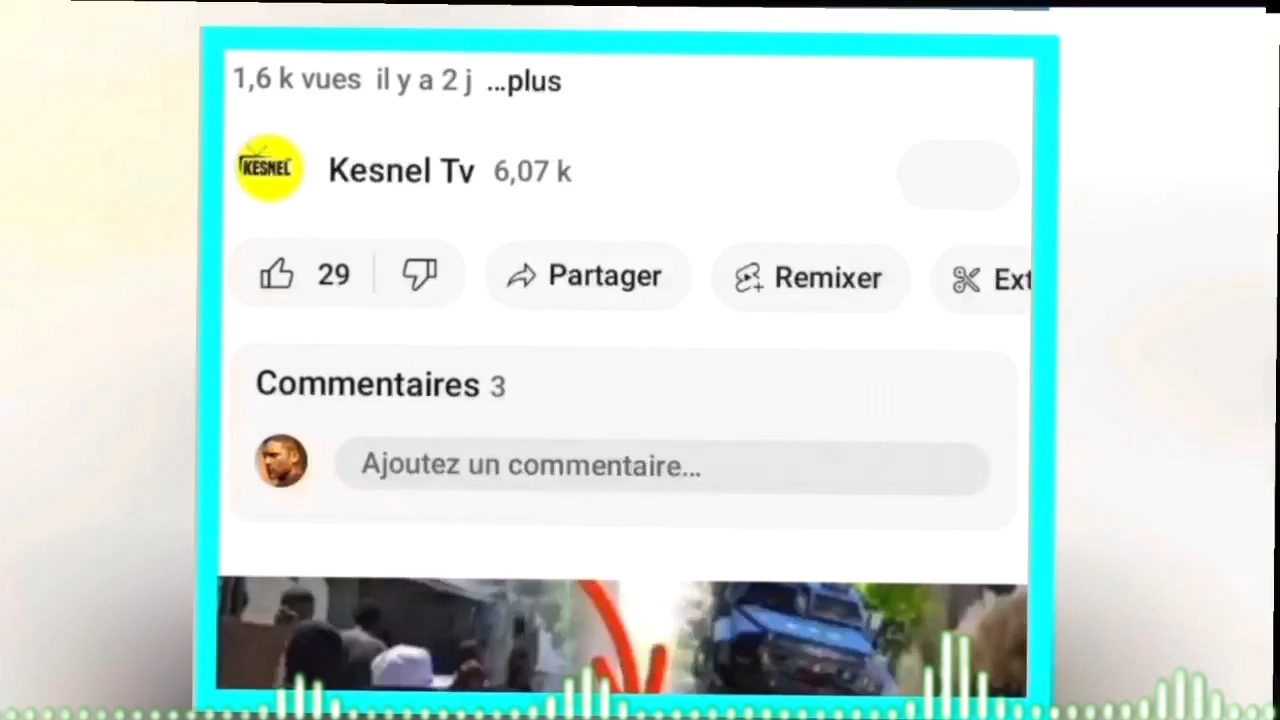 1,6 k vues il y a 2 j ...plus
KESNEL
Kesnel Tv 6,07 k
29
Partager
Remixer
Ext
Commentaires 3
Ajoutez un commentaire...